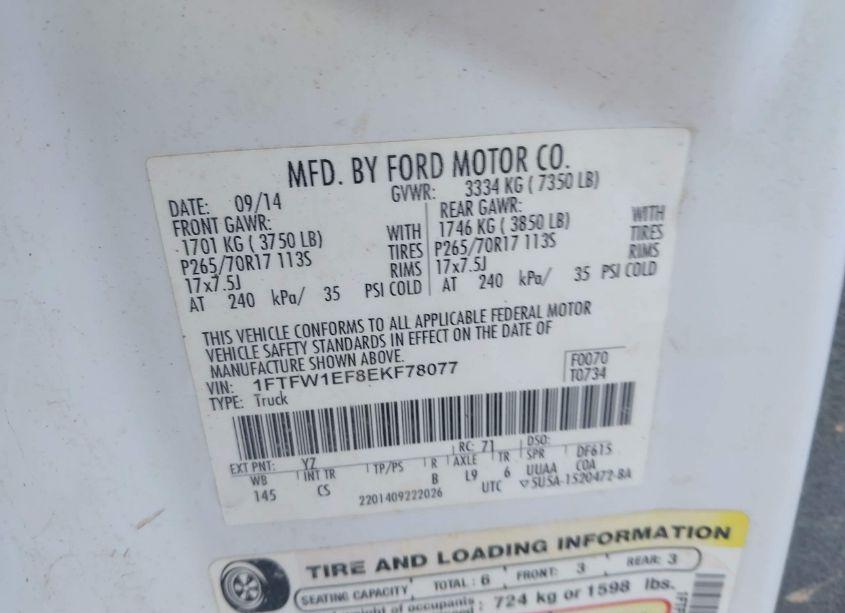 MFD. BY FORD MOTOR CO.
DATE: 09/14 GVWR: 3334 KG ( 7350 LB)
FRONT GAWR: REAR GAWR:
1701 KG ( 3750 LB) WITH 1746 KG ( 3850 LB) WITH
P265/70R17 113S TIRES P265/70R17 113S TIRES
17x7.5J RIMS 17x7.5J RIMS
AT 240 kPa/ 35 PSI COLD AT 240 kPa/ 35 PSI COLD
THIS VEHICLE CONFORMS TO ALL APPLICABLE FEDERAL MOTOR
VEHICLE SAFETY STANDARDS IN EFFECT ON THE DATE OF
MANUFACTURE SHOWN ABOVE.
VIN: 1FTFW1EF8EKF78077 F0070
TYPE: Truck T0734
EXT PNT: YZ RC: 71 DSO:
WB INT TR TP/PS R AXLE TR SPR DF615
145 CS B L9 6 UUAA COA
2201409222026 UTC ▽5U5A-1520472-BA
TIRE AND LOADING INFORMATION
SEATING CAPACITY TOTAL : 6 FRONT: 3 REAR: 3
weight of occupants 724 kg or 1598 lbs.